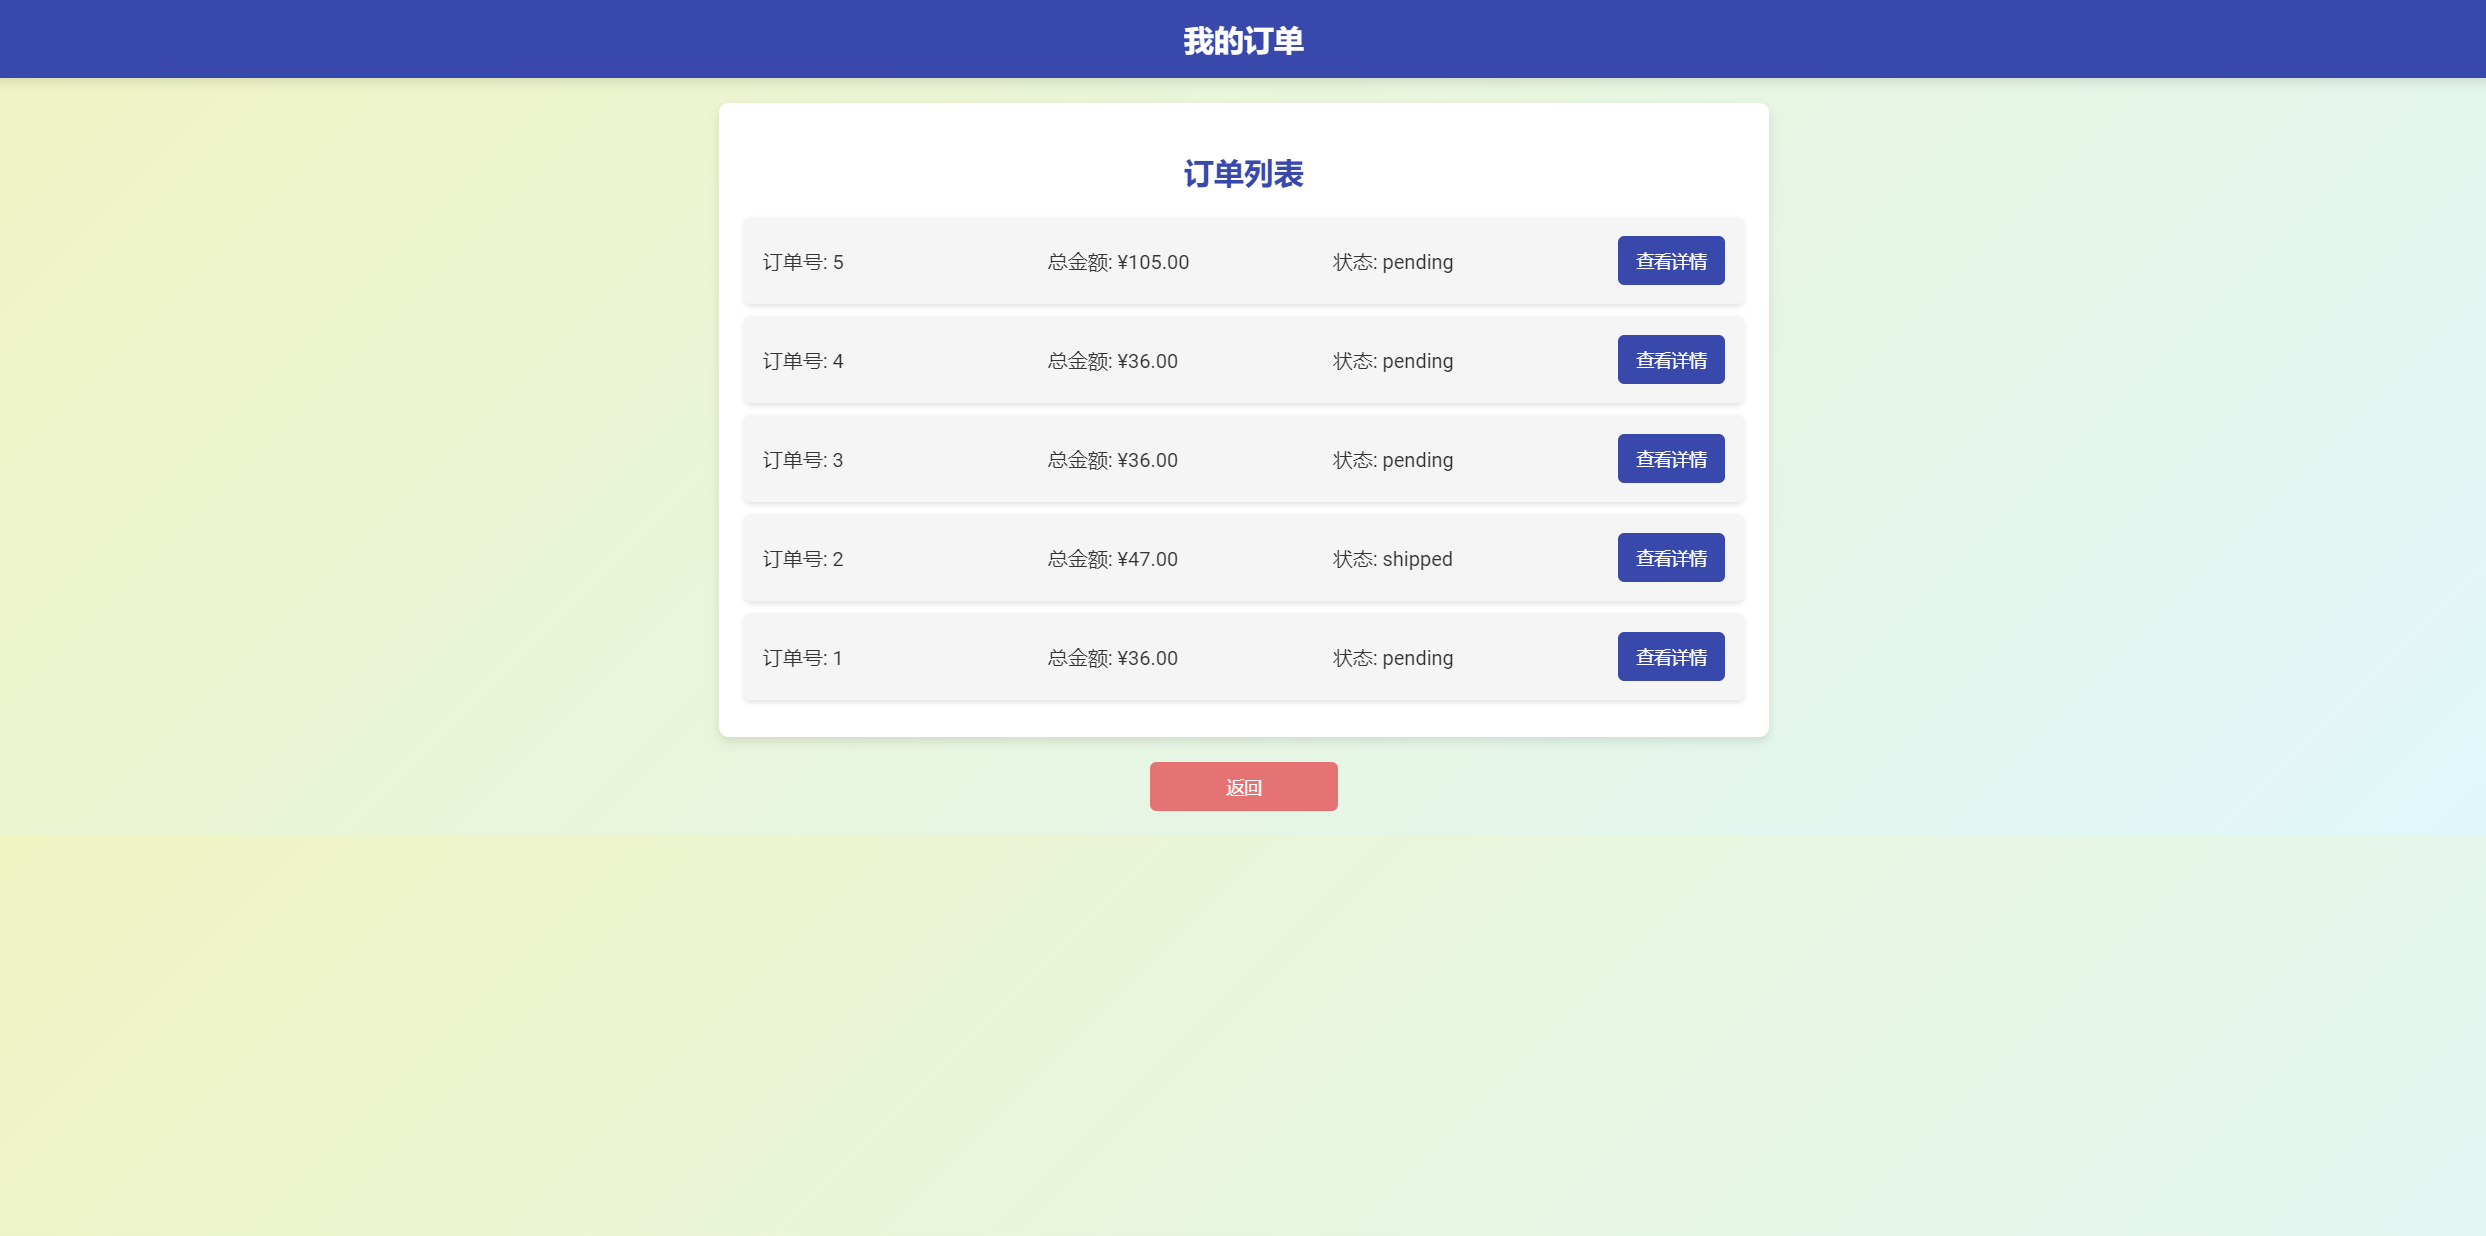 我的订单
订单列表
订单号: 5 总金额: ¥105.00 状态: pending 查看详情
订单号: 4 总金额: ¥36.00 状态: pending 查看详情
订单号: 3 总金额: ¥36.00 状态: pending 查看详情
订单号: 2 总金额: ¥47.00 状态: shipped 查看详情
订单号: 1 总金额: ¥36.00 状态: pending 查看详情
返回